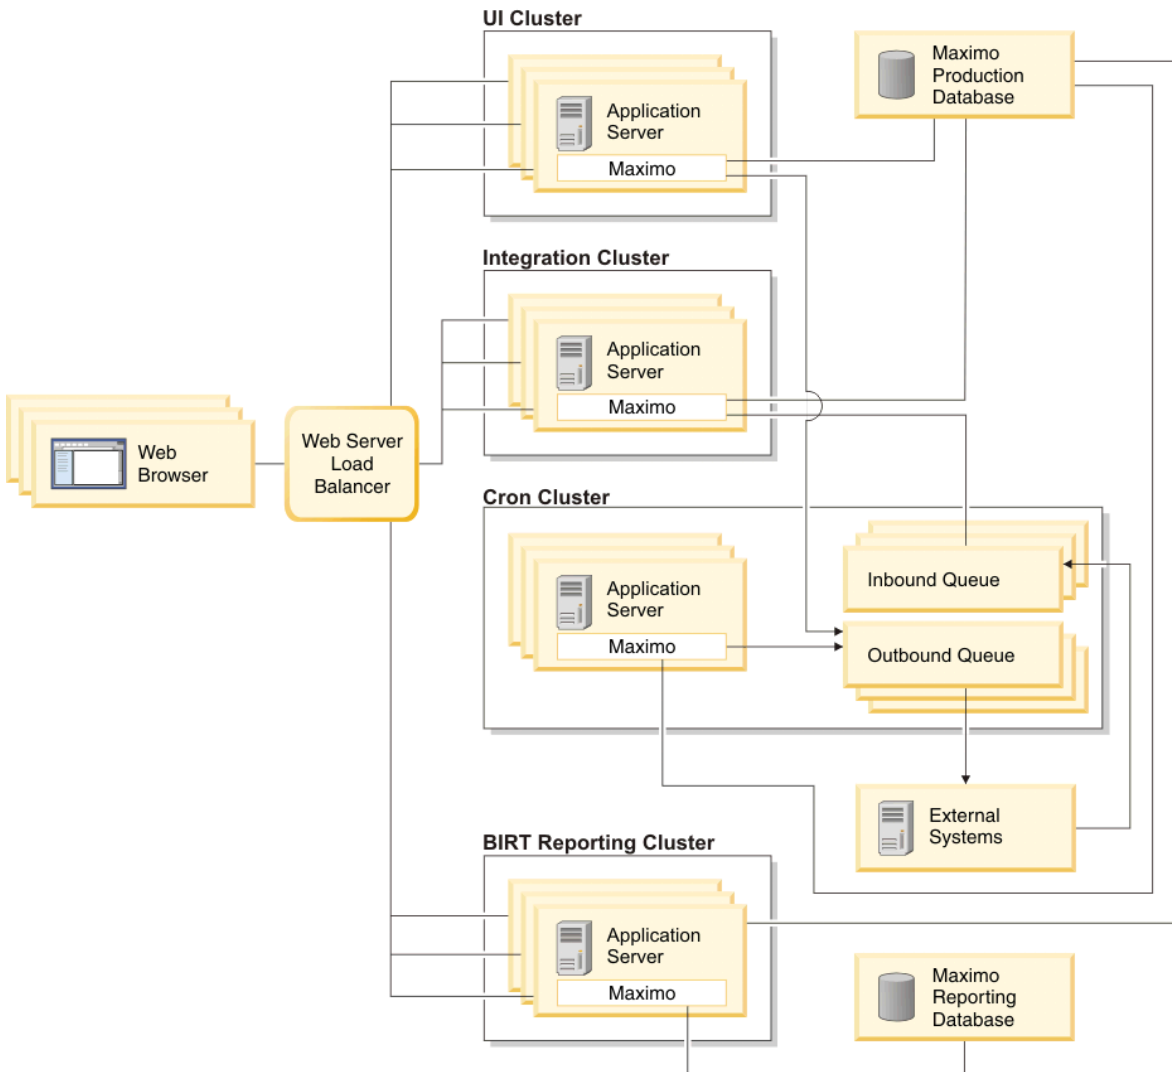 UI Cluster
Application
Server
Maximo
Maximo
Production
Database
Integration Cluster
Application
Server
Maximo
Web
Browser
Web Server
Load
Balancer
Cron Cluster
Application
Server
Maximo
Inbound Queue
Outbound Queue
External
Systems
BIRT Reporting Cluster
Application
Server
Maximo
Maximo
Reporting
Database